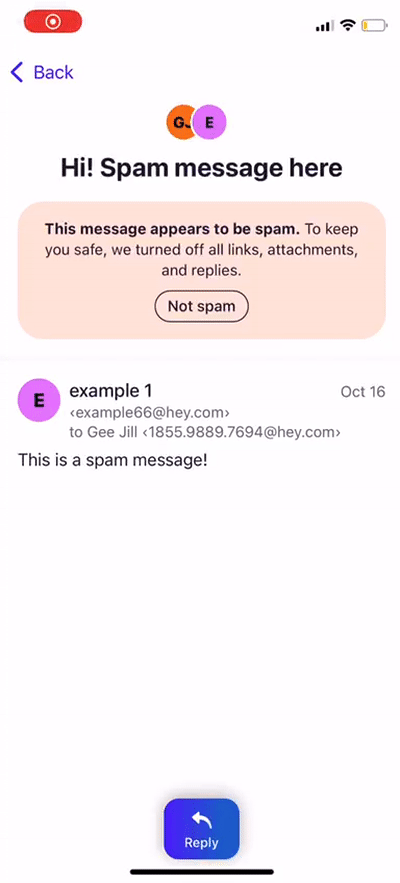 Back
GJ E
Hi! Spam message here
This message appears to be spam. To keep
you safe, we turned off all links, attachments,
and replies.
Not spam
E
example 1
Oct 16
‹example66@hey.com›
to Gee Jill ‹1855.9889.7694@hey.com›
This is a spam message!
Reply